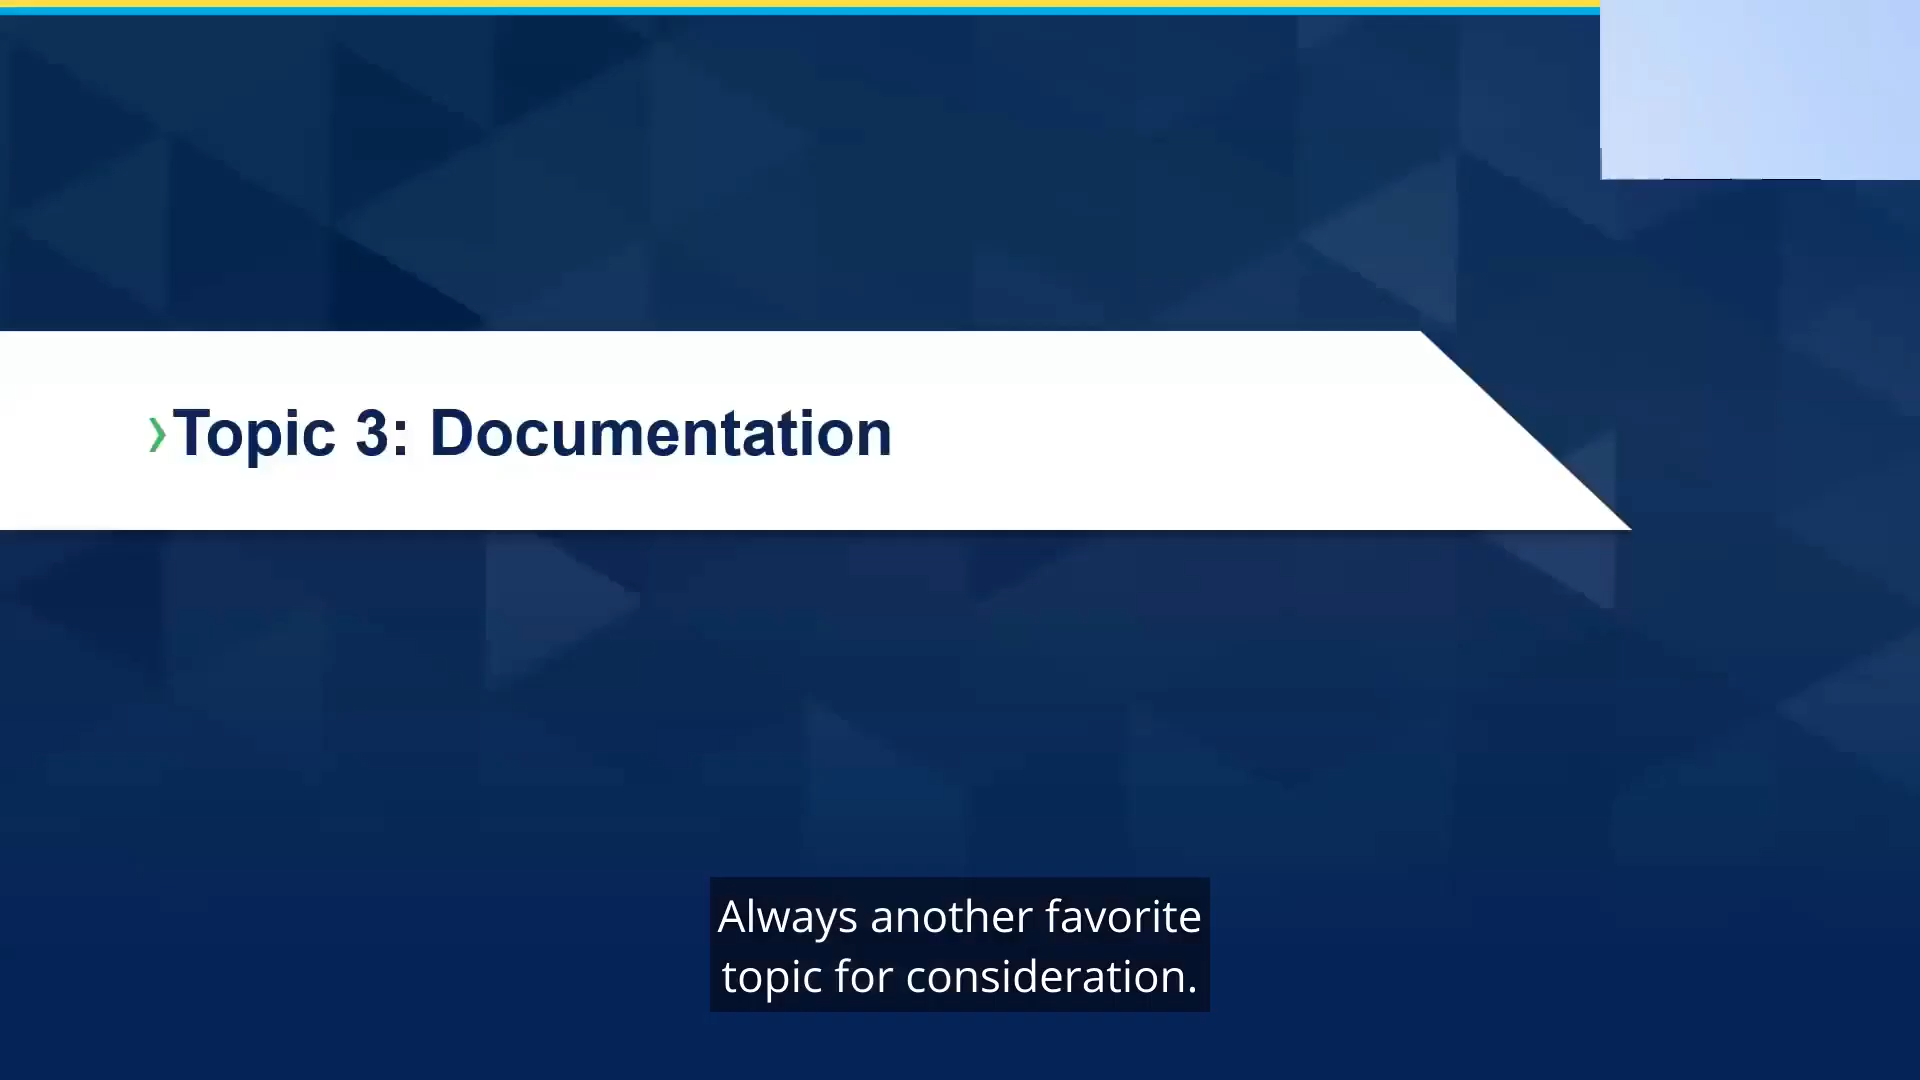 Topic 3: Documentation
Always another favorite
topic for consideration.